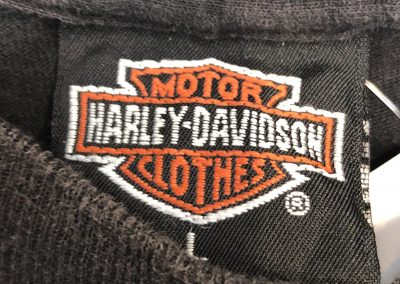 MOTOR
HARLEY-DAVIDSON
CLOTHES
®